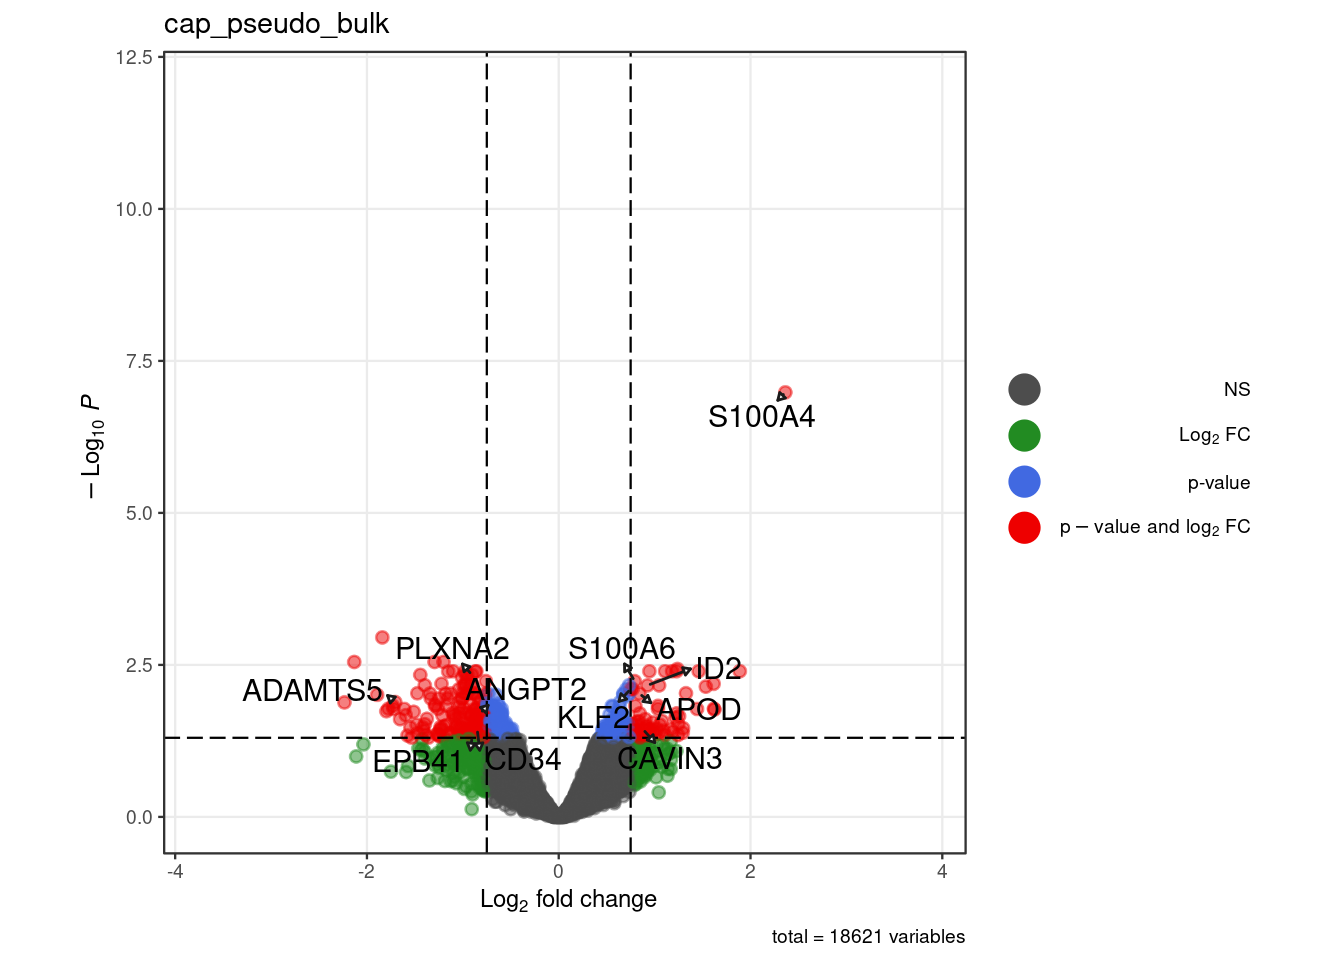 cap_pseudo_bulk
12.5
10.0
7.5
5.0
2.5
0.0
− Log10 P
S100A4
PLXNA2
S100A6
ID2
ADAMTS5
ANGPT2
KLF2
APOD
EPB41
CD34
CAVIN3
-4
-2
0
2
4
Log2 fold change
NS
Log2 FC
p-value
p − value and log2 FC
total = 18621 variables